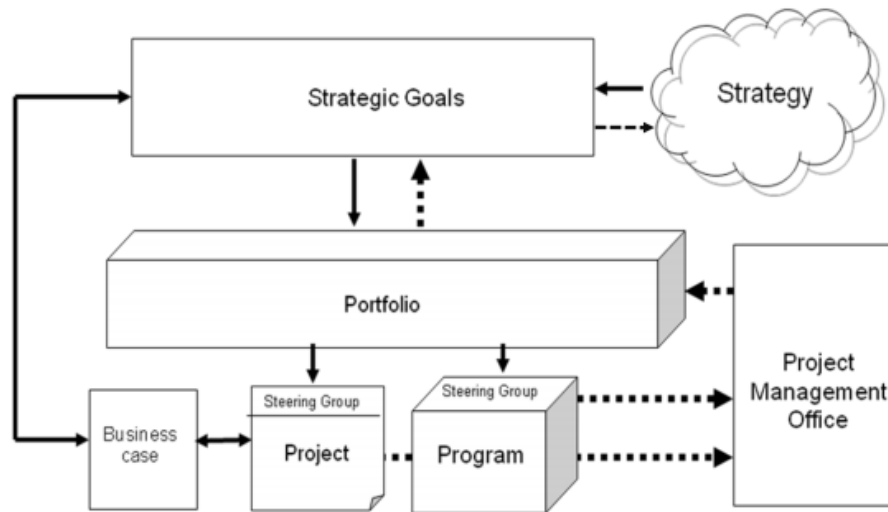 Strategic Goals
Strategy
Portfolio
Project
Management
Office
Steering Group
Project
Steering Group
Program
Business
case